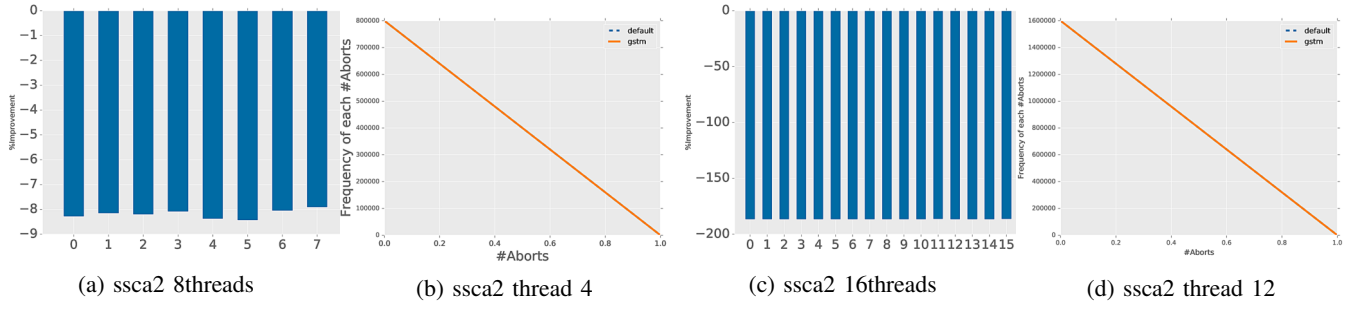 0
−1
−2
−3
−4
−5
−6
−7
−8
−9
%Improvement
0 1 2 3 4 5 6 7
(a) ssca2 8threads
800000
700000
600000
500000
400000
300000
200000
100000
0
Frequency of each #Aborts
default
gstm
0.0 0.2 0.4 0.6 0.8 1.0
#Aborts
(b) ssca2 thread 4
0
−50
−100
−150
−200
%Improvement
0 1 2 3 4 5 6 7 8 9 10 11 12 13 14 15
(c) ssca2 16threads
1600000
1400000
1200000
1000000
800000
600000
400000
200000
0
Frequency of each #Aborts
default
gstm
0.0 0.2 0.4 0.6 0.8 1.0
#Aborts
(d) ssca2 thread 12